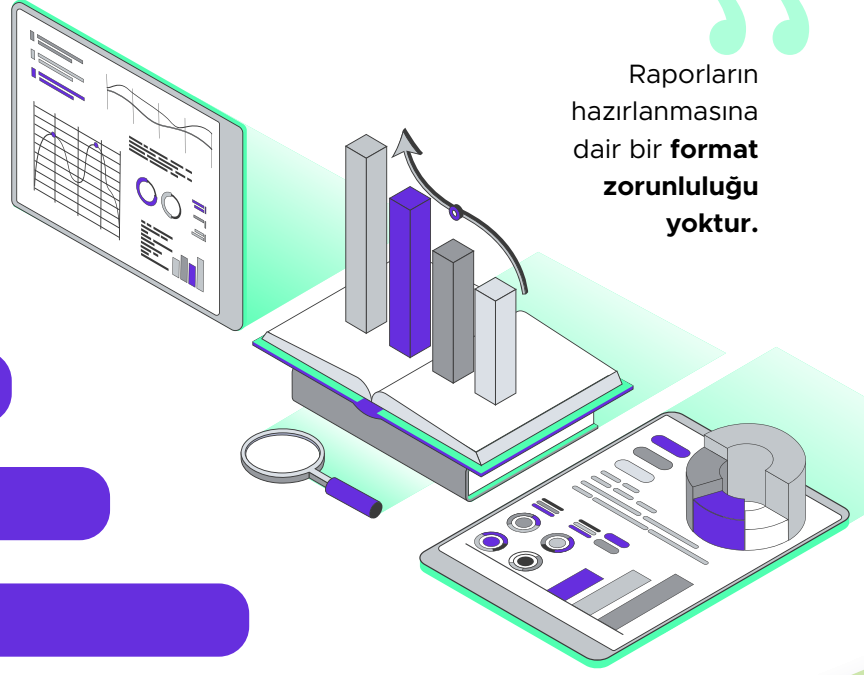 Raporların
hazırlanmasına
dair bir format
zorunluluğu
yoktur.